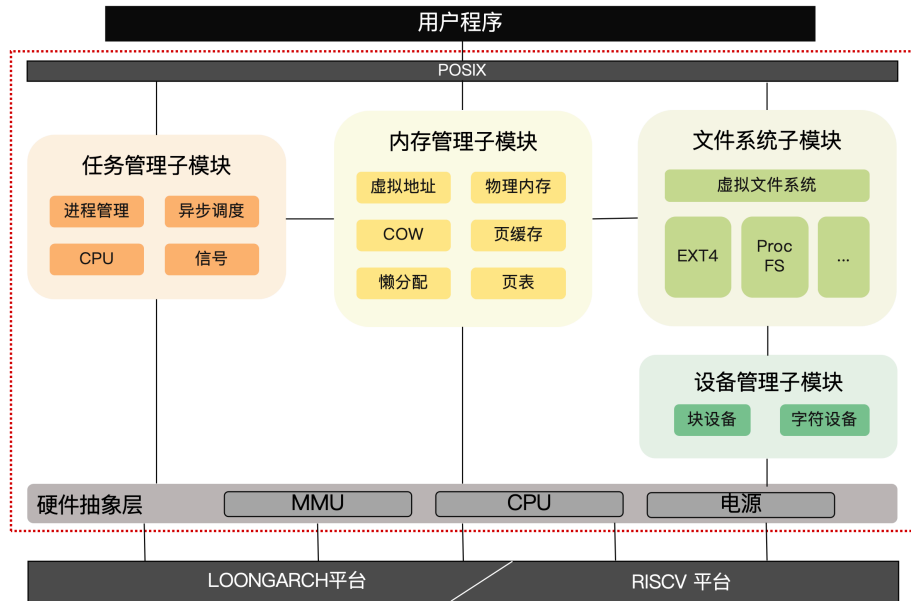 用户程序
POSIX
任务管理子模块
进程管理
异步调度
CPU
信号
内存管理子模块
虚拟地址
物理内存
COW
页缓存
懒分配
页表
文件系统子模块
虚拟文件系统
EXT4
Proc
FS
...
设备管理子模块
块设备
字符设备
硬件抽象层
MMU
CPU
电源
LOONGARCH平台
RISCV 平台